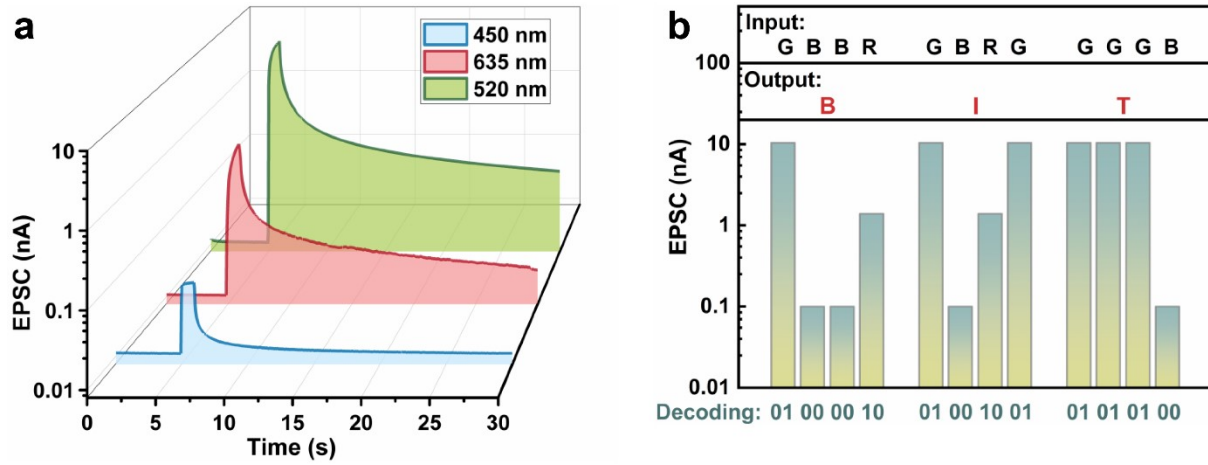 a
450 nm
635 nm
520 nm
EPSC (nA)
10
1
0.1
0.01
0 5 10 15 20 25 30
Time (s)
b
Input:
G B B R G B R G G G G B
Output:
B I T
EPSC (nA)
100
10
1
0.1
0.01
Decoding: 01 00 00 10 01 00 10 01 01 01 01 00